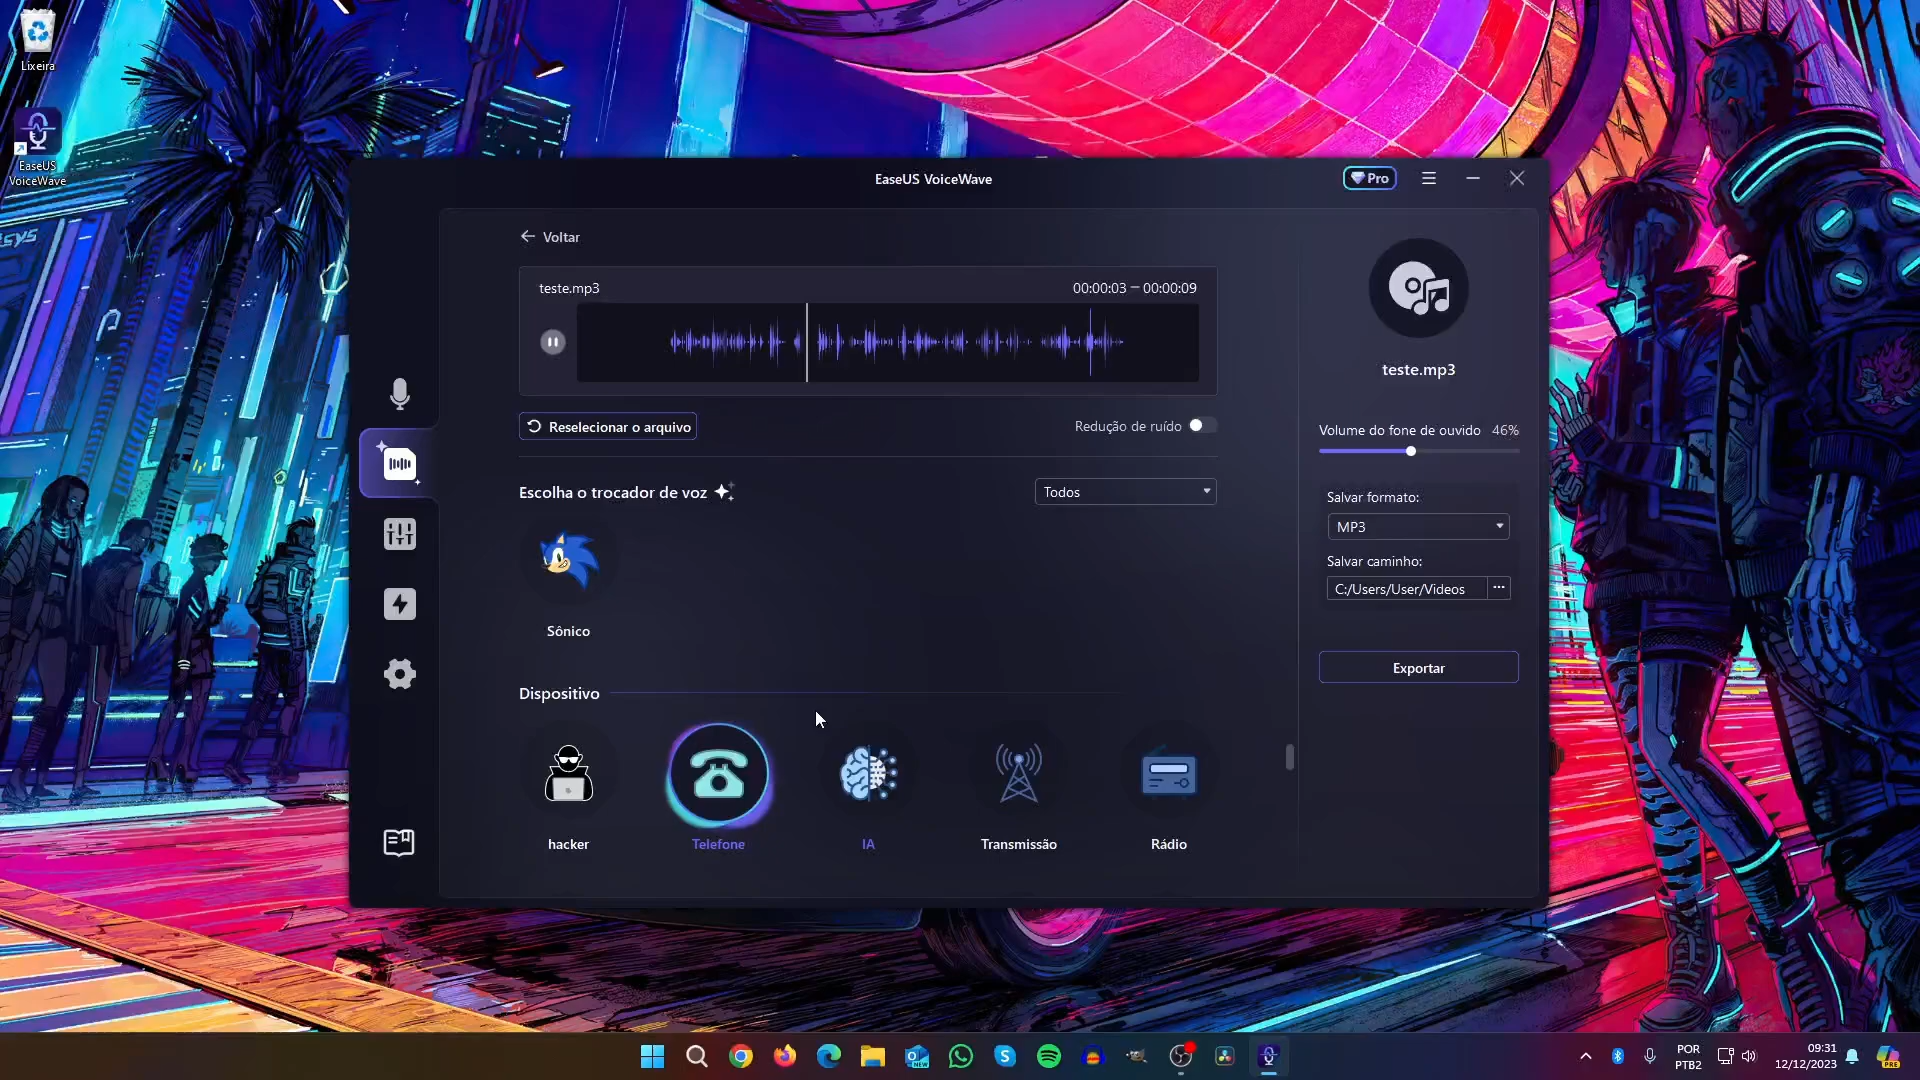 Lixeira
EaseUS
VoiceWave
EaseUS VoiceWave
Pro
Voltar
teste.mp3
00:00:03 — 00:00:09
Reselecionar o arquivo
Redução de ruído
Escolha o trocador de voz
Todos
Sônico
Dispositivo
hacker
Telefone
IA
Transmissão
Rádio
teste.mp3
Volume do fone de ouvido 46%
Salvar formato:
MP3
Salvar caminho:
C:/Users/User/Videos
...
Exportar
NEW
POR
PTB2
09:31
12/12/2023
PRE